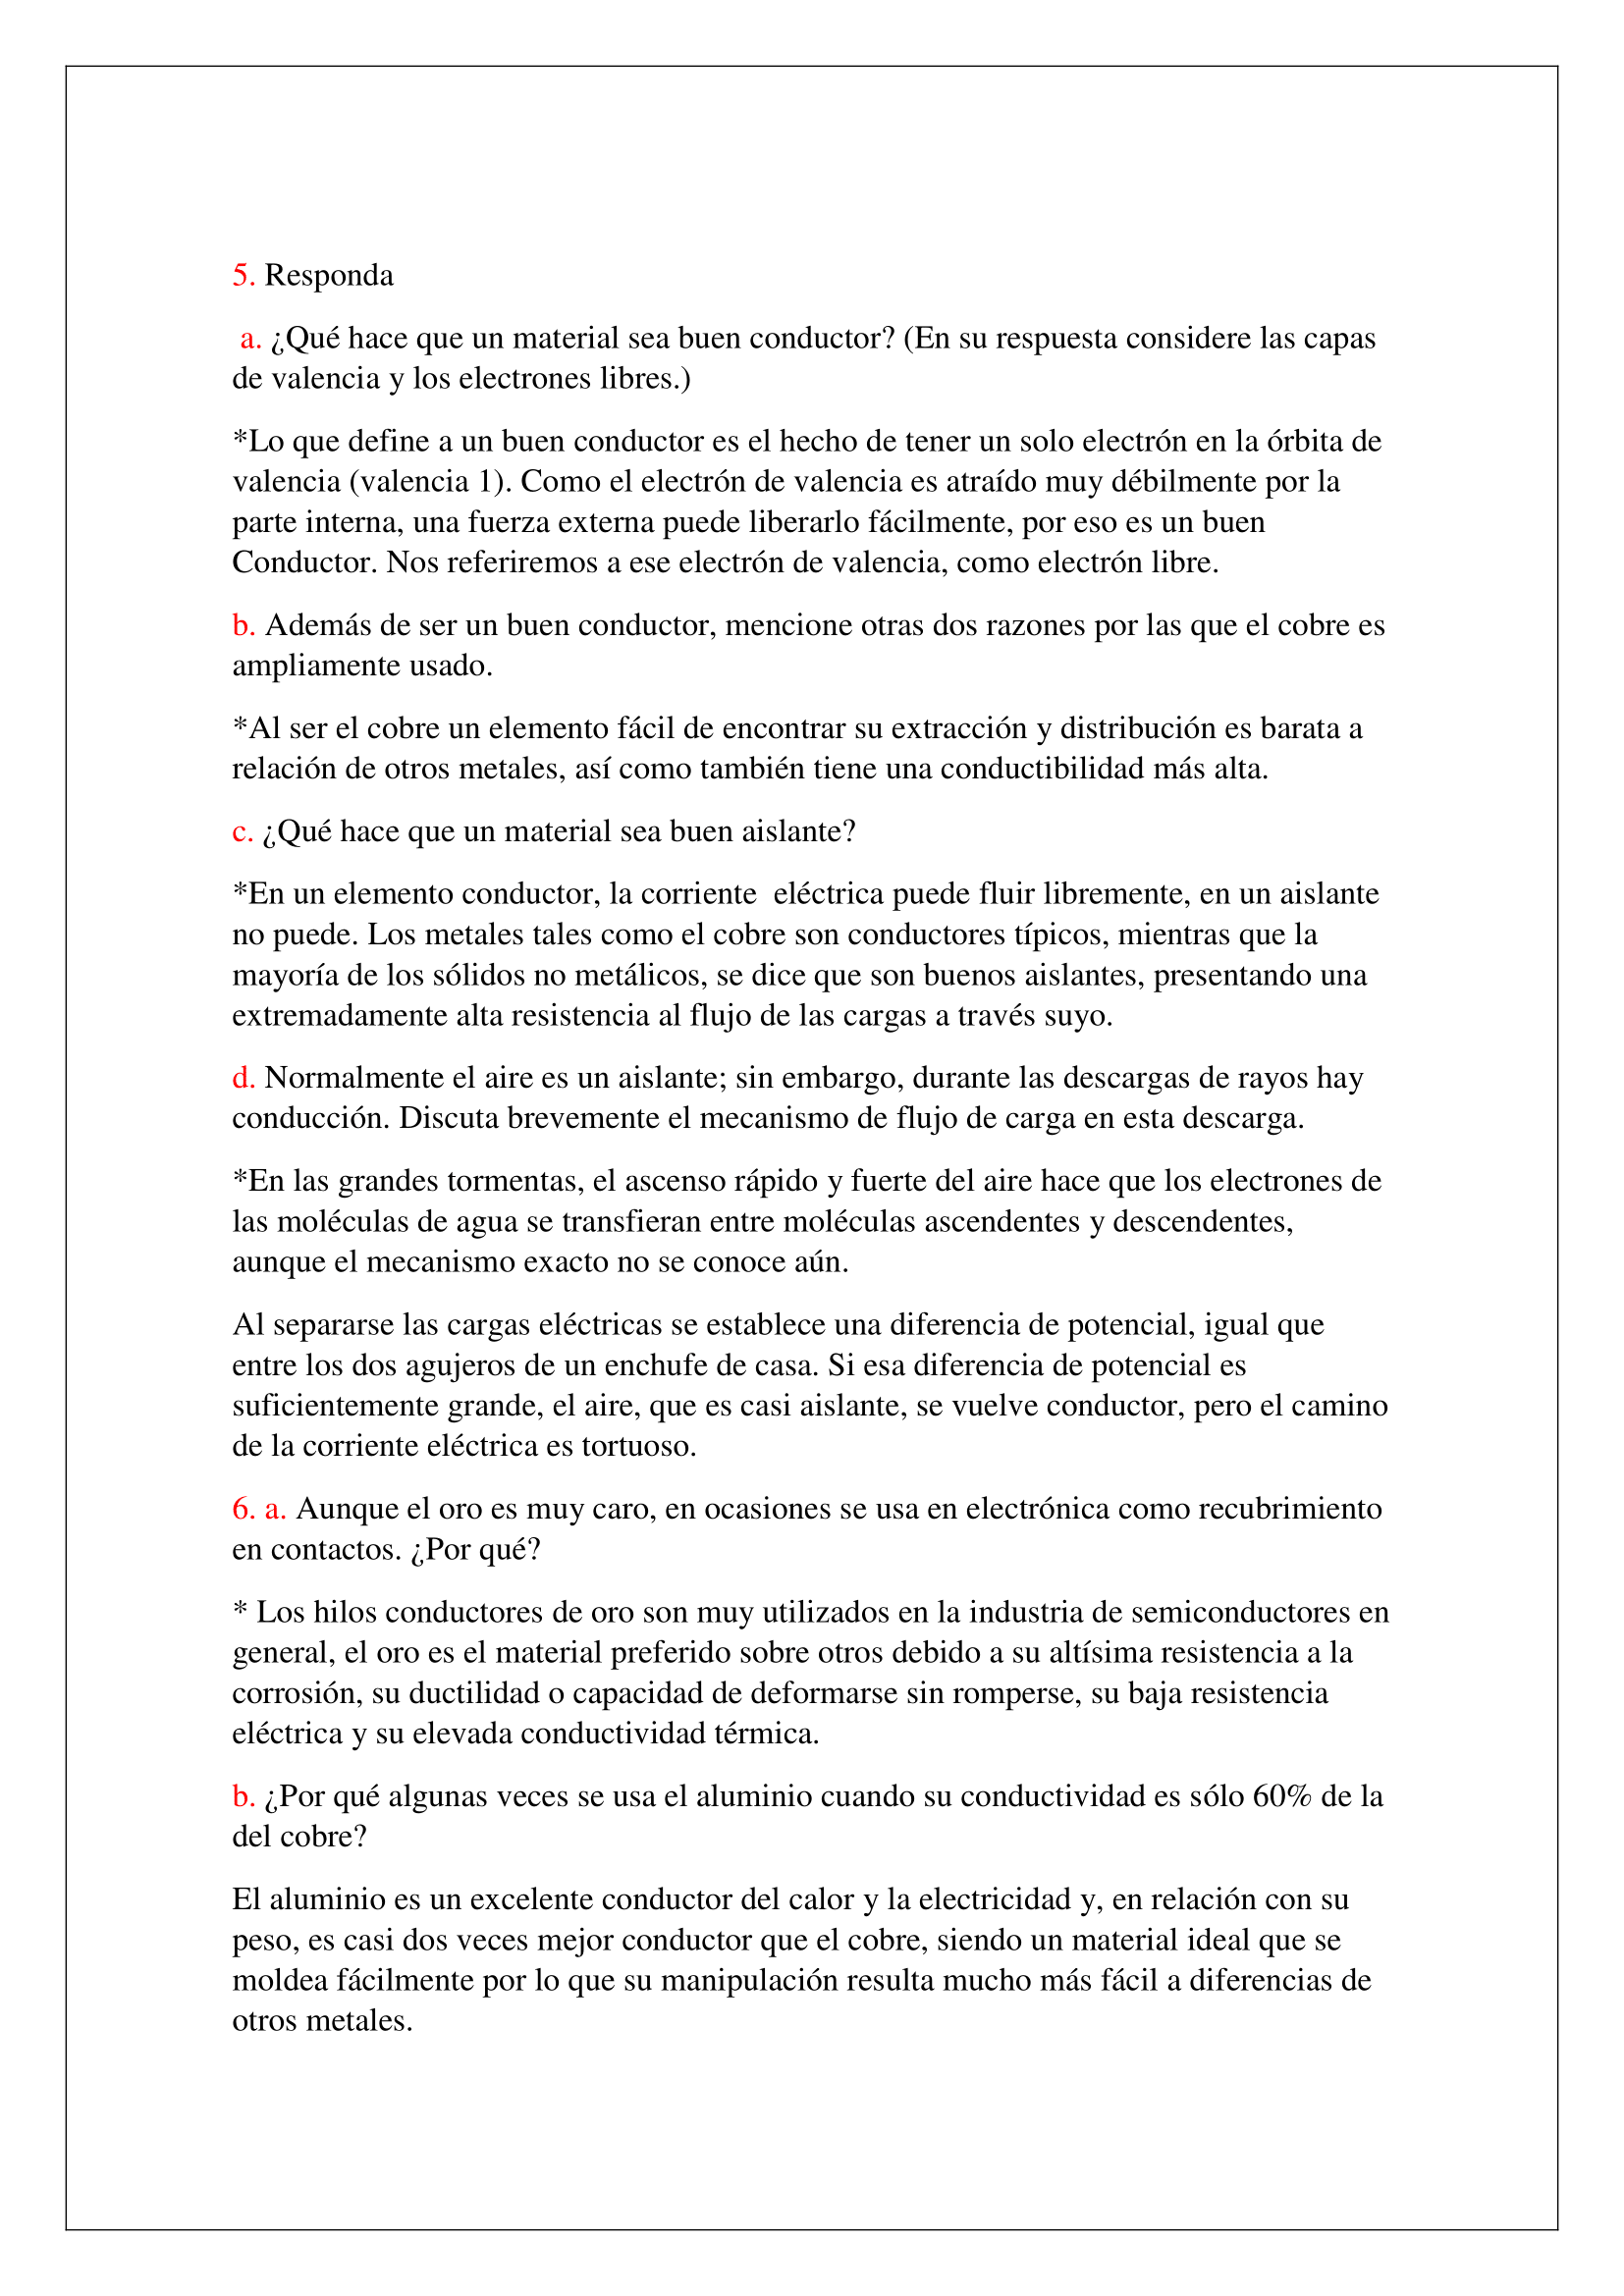 5. Responda
a. ¿Qué hace que un material sea buen conductor? (En su respuesta considere las capas
de valencia y los electrones libres.)
*Lo que define a un buen conductor es el hecho de tener un solo electrón en la órbita de
valencia (valencia 1). Como el electrón de valencia es atraído muy débilmente por la
parte interna, una fuerza externa puede liberarlo fácilmente, por eso es un buen
Conductor. Nos referiremos a ese electrón de valencia, como electrón libre.
b. Además de ser un buen conductor, mencione otras dos razones por las que el cobre es
ampliamente usado.
*Al ser el cobre un elemento fácil de encontrar su extracción y distribución es barata a
relación de otros metales, así como también tiene una conductibilidad más alta.
c. ¿Qué hace que un material sea buen aislante?
*En un elemento conductor, la corriente  eléctrica puede fluir libremente, en un aislante
no puede. Los metales tales como el cobre son conductores típicos, mientras que la
mayoría de los sólidos no metálicos, se dice que son buenos aislantes, presentando una
extremadamente alta resistencia al flujo de las cargas a través suyo.
d. Normalmente el aire es un aislante; sin embargo, durante las descargas de rayos hay
conducción. Discuta brevemente el mecanismo de flujo de carga en esta descarga.
*En las grandes tormentas, el ascenso rápido y fuerte del aire hace que los electrones de
las moléculas de agua se transfieran entre moléculas ascendentes y descendentes,
aunque el mecanismo exacto no se conoce aún.
Al separarse las cargas eléctricas se establece una diferencia de potencial, igual que
entre los dos agujeros de un enchufe de casa. Si esa diferencia de potencial es
suficientemente grande, el aire, que es casi aislante, se vuelve conductor, pero el camino
de la corriente eléctrica es tortuoso.
6. a. Aunque el oro es muy caro, en ocasiones se usa en electrónica como recubrimiento
en contactos. ¿Por qué?
* Los hilos conductores de oro son muy utilizados en la industria de semiconductores en
general, el oro es el material preferido sobre otros debido a su altísima resistencia a la
corrosión, su ductilidad o capacidad de deformarse sin romperse, su baja resistencia
eléctrica y su elevada conductividad térmica.
b. ¿Por qué algunas veces se usa el aluminio cuando su conductividad es sólo 60% de la
del cobre?
El aluminio es un excelente conductor del calor y la electricidad y, en relación con su
peso, es casi dos veces mejor conductor que el cobre, siendo un material ideal que se
moldea fácilmente por lo que su manipulación resulta mucho más fácil a diferencias de
otros metales.